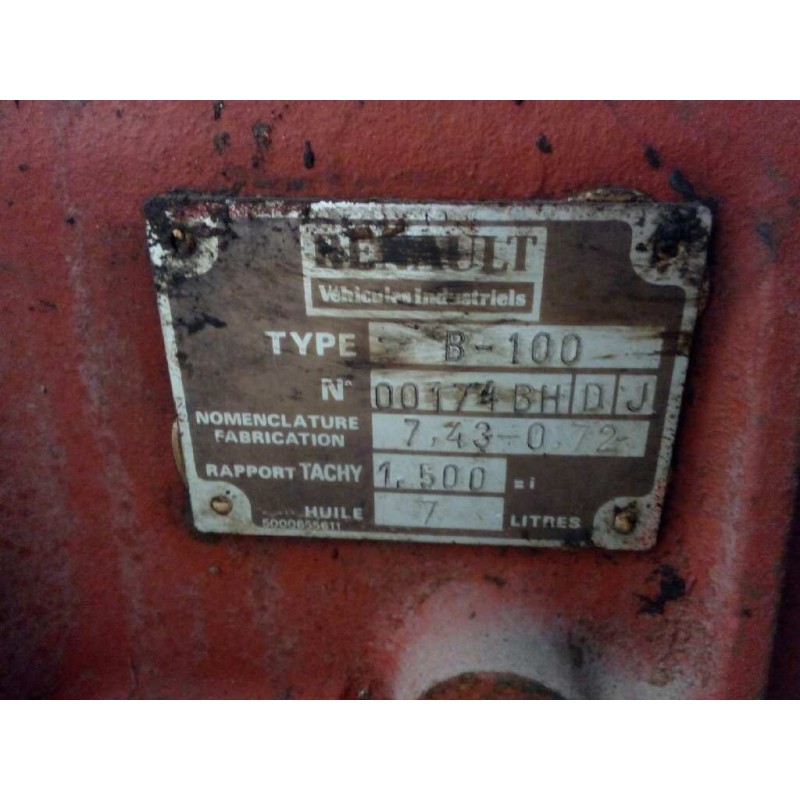 RENAULT
Véhicules Industriels
TYPE B-100
N° 00174 BH D J
NOMENCLATURE FABRICATION 7,43-0,72
RAPPORT TACHY 1,500
HUILE 7 LITRES
5000655611